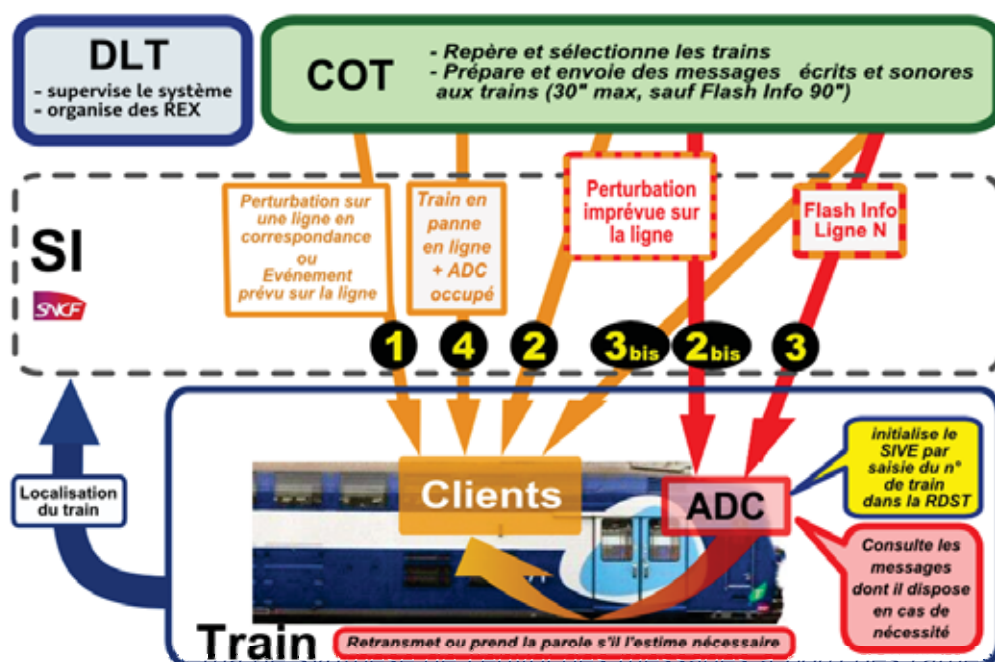 DLT
- supervise le système
- organise des REX
COT
- Repère et sélectionne les trains
- Prépare et envoie des messages écrits et sonores
aux trains (30" max, sauf Flash Info 90")
SI
SNCF
Perturbation sur
une ligne en
correspondance
ou
Evénement
prévu sur la ligne
Train en
panne
en ligne
+ ADC
occupé
Perturbation
imprévue sur
la ligne
Flash Info
Ligne N
1
4
2
3bis
2bis
3
Localisation
du train
Clients
ADC
initialise le
SIVE par
saisie du n°
de train
dans la RDST
Consulte les
messages
dont il dispose
en cas de
nécessité
Train
Retransmet ou prend la parole s'il l'estime nécessaire